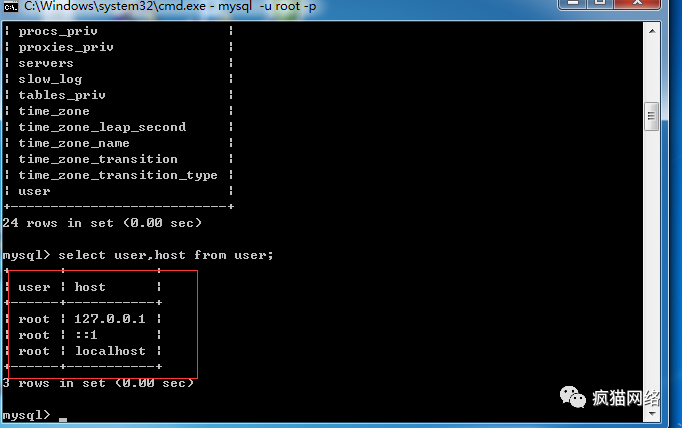 C:\Windows\system32\cmd.exe - mysql -u root -p
¦ procs_priv ¦
¦ proxies_priv ¦
¦ servers ¦
¦ slow_log ¦
¦ tables_priv ¦
¦ time_zone ¦
¦ time_zone_leap_second ¦
¦ time_zone_name ¦
¦ time_zone_transition ¦
¦ time_zone_transition_type ¦
¦ user ¦
+---------------------------+
24 rows in set (0.00 sec)
mysql> select user,host from user;
+------+-----------+
¦ user ¦ host ¦
+------+-----------+
¦ root ¦ 127.0.0.1 ¦
¦ root ¦ ::1 ¦
¦ root ¦ localhost ¦
+------+-----------+
3 rows in set (0.00 sec)
mysql> _
疯猫网络